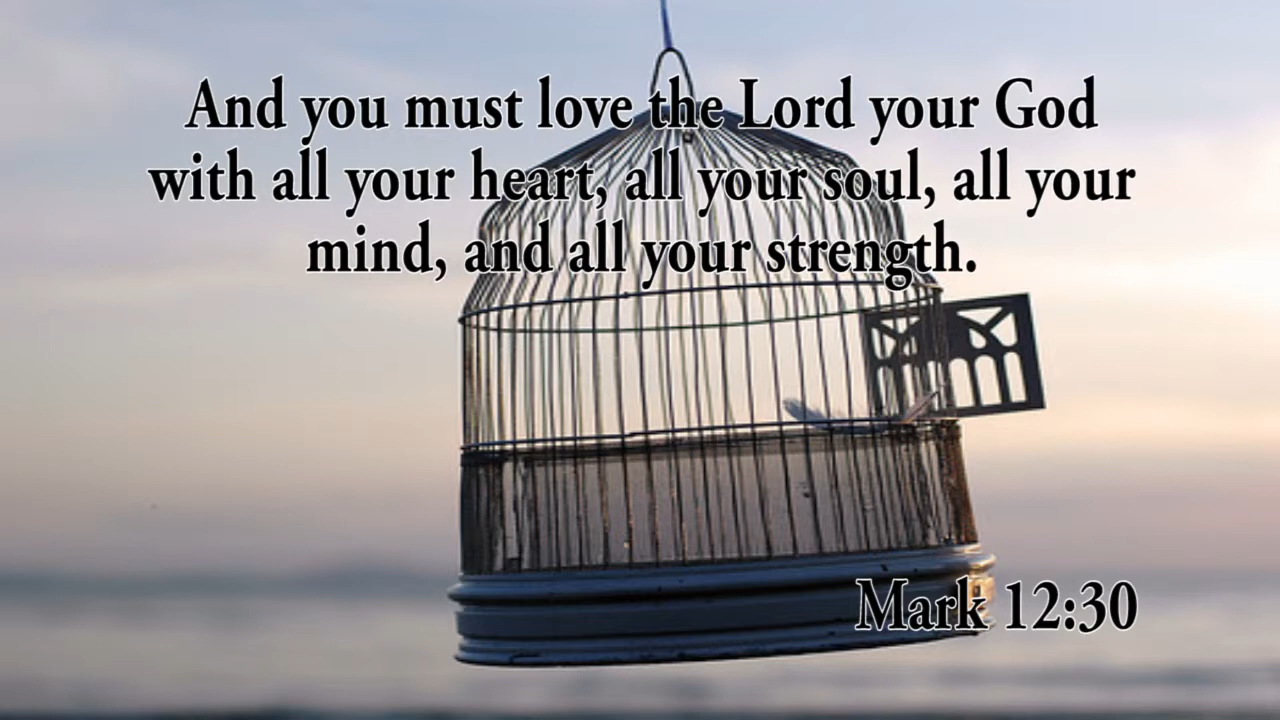 And you must love the Lord your God
with all your heart, all your soul, all your
mind, and all your strength.
Mark 12:30